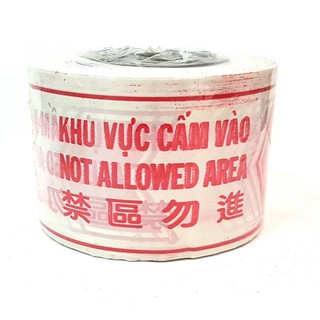 KHU VỰC CẤM VÀO
NOT ALLOWED AREA
禁區勿進